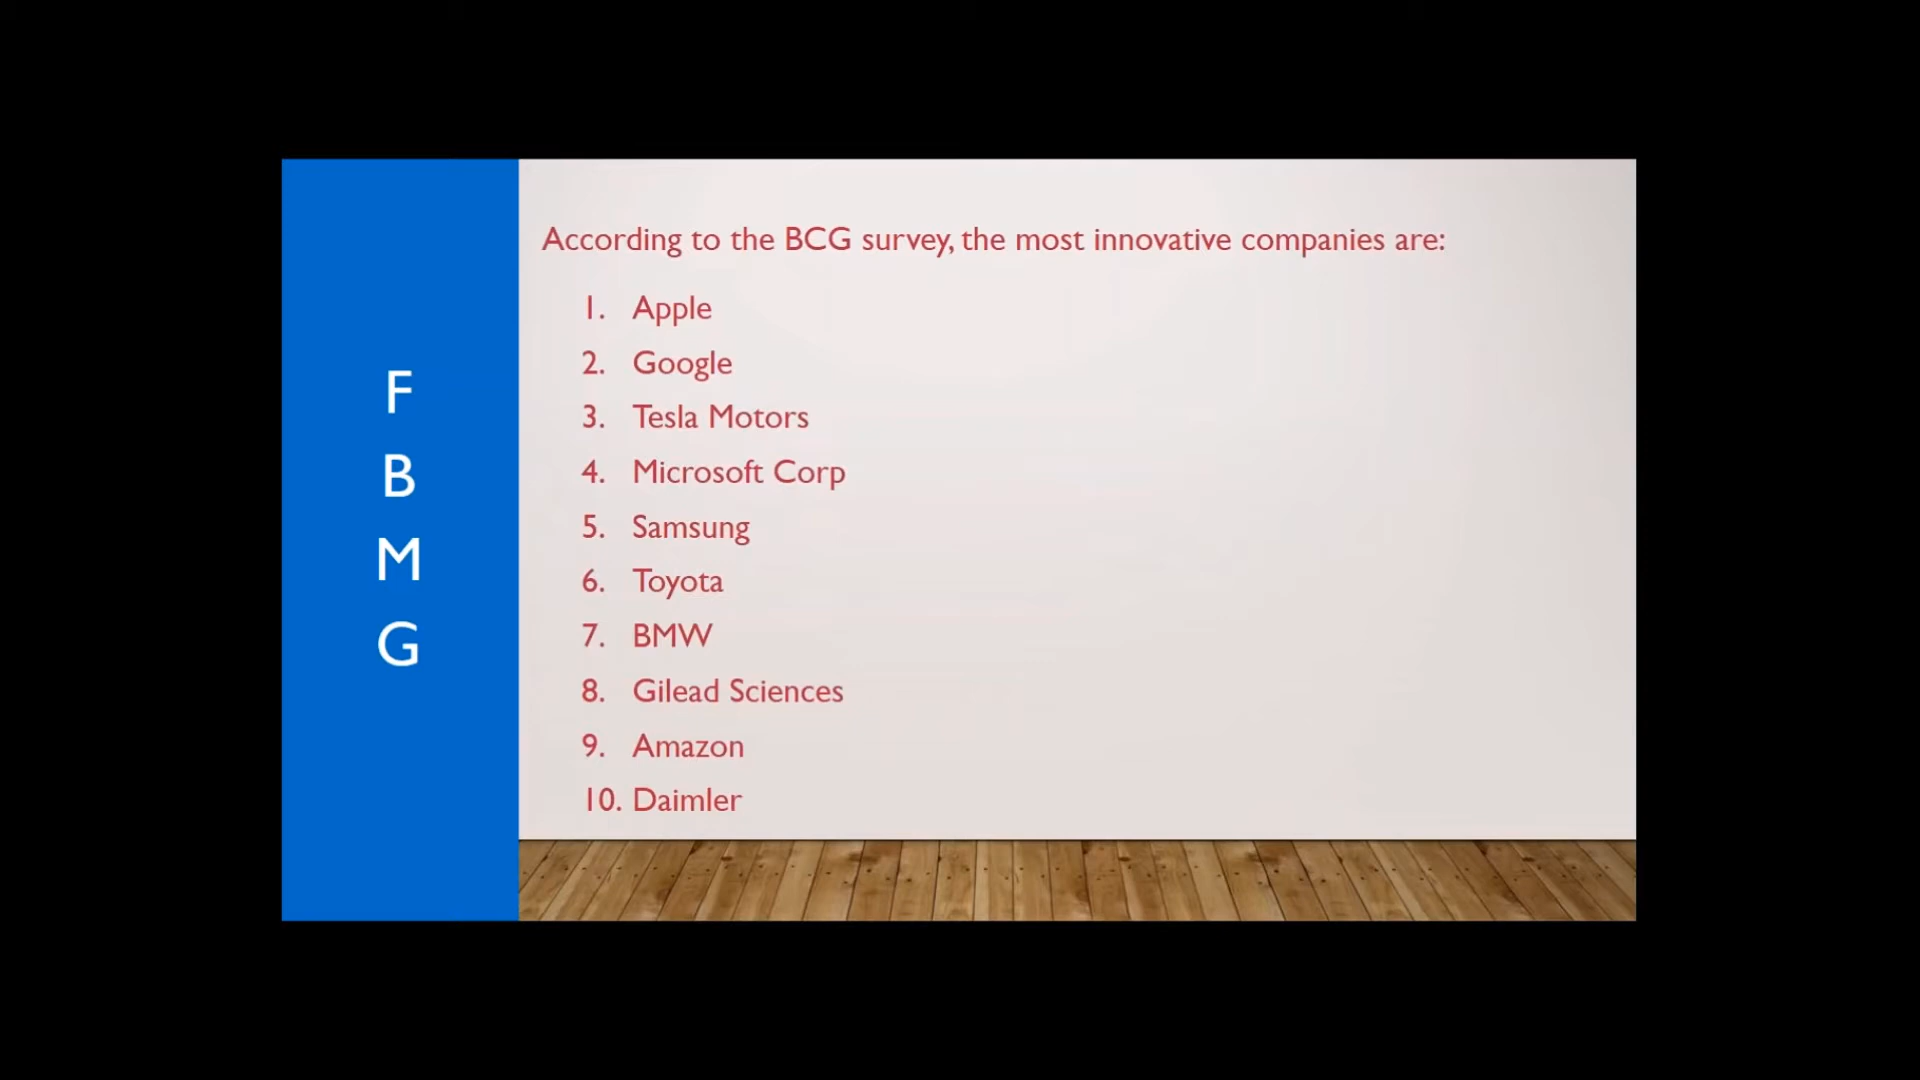 F
B
M
G
According to the BCG survey, the most innovative companies are:
1. Apple
2. Google
3. Tesla Motors
4. Microsoft Corp
5. Samsung
6. Toyota
7. BMW
8. Gilead Sciences
9. Amazon
10. Daimler